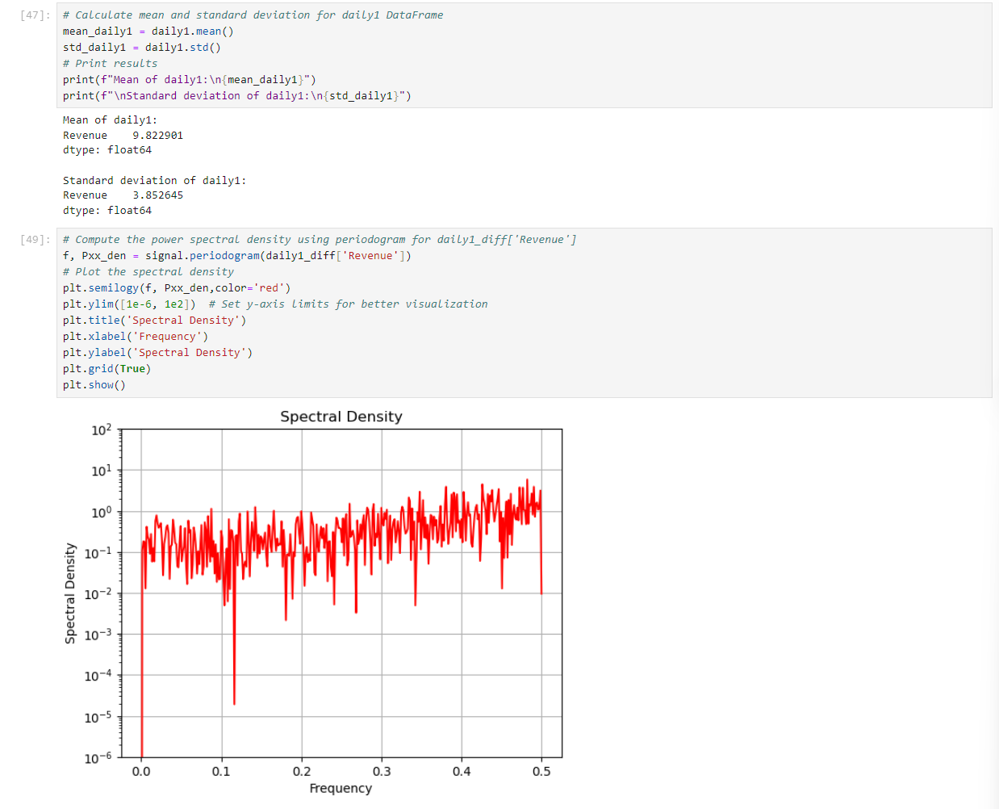 [47]: # Calculate mean and standard deviation for daily1 DataFrame
mean_daily1 = daily1.mean()
std_daily1 = daily1.std()
# Print results
print(f"Mean of daily1:\n{mean_daily1}")
print(f"\nStandard deviation of daily1:\n{std_daily1}")
Mean of daily1:
Revenue    9.822901
dtype: float64
Standard deviation of daily1:
Revenue    3.852645
dtype: float64
[49]: # Compute the power spectral density using periodogram for daily1_diff['Revenue']
f, Pxx_den = signal.periodogram(daily1_diff['Revenue'])
# Plot the spectral density
plt.semilogy(f, Pxx_den,color='red')
plt.ylim([1e-6, 1e2])  # Set y-axis limits for better visualization
plt.title('Spectral Density')
plt.xlabel('Frequency')
plt.ylabel('Spectral Density')
plt.grid(True)
plt.show()
Spectral Density
10²
10¹
10⁰
10⁻¹
10⁻²
10⁻³
10⁻⁴
10⁻⁵
10⁻⁶
Spectral Density
0.0 0.1 0.2 0.3 0.4 0.5
Frequency